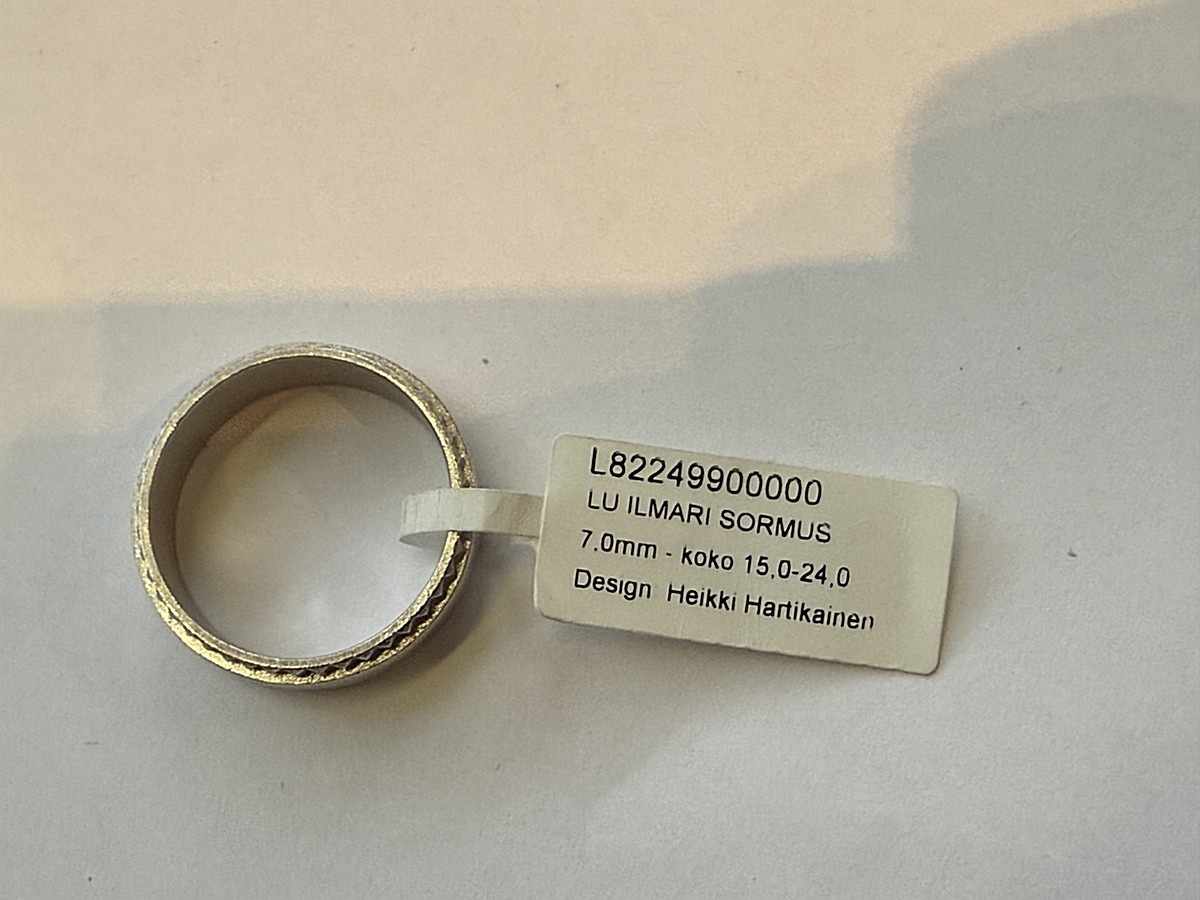 L82249900000
LU ILMARI SORMUS
7,0mm - koko 15,0-24,0
Design Heikki Hartikainen